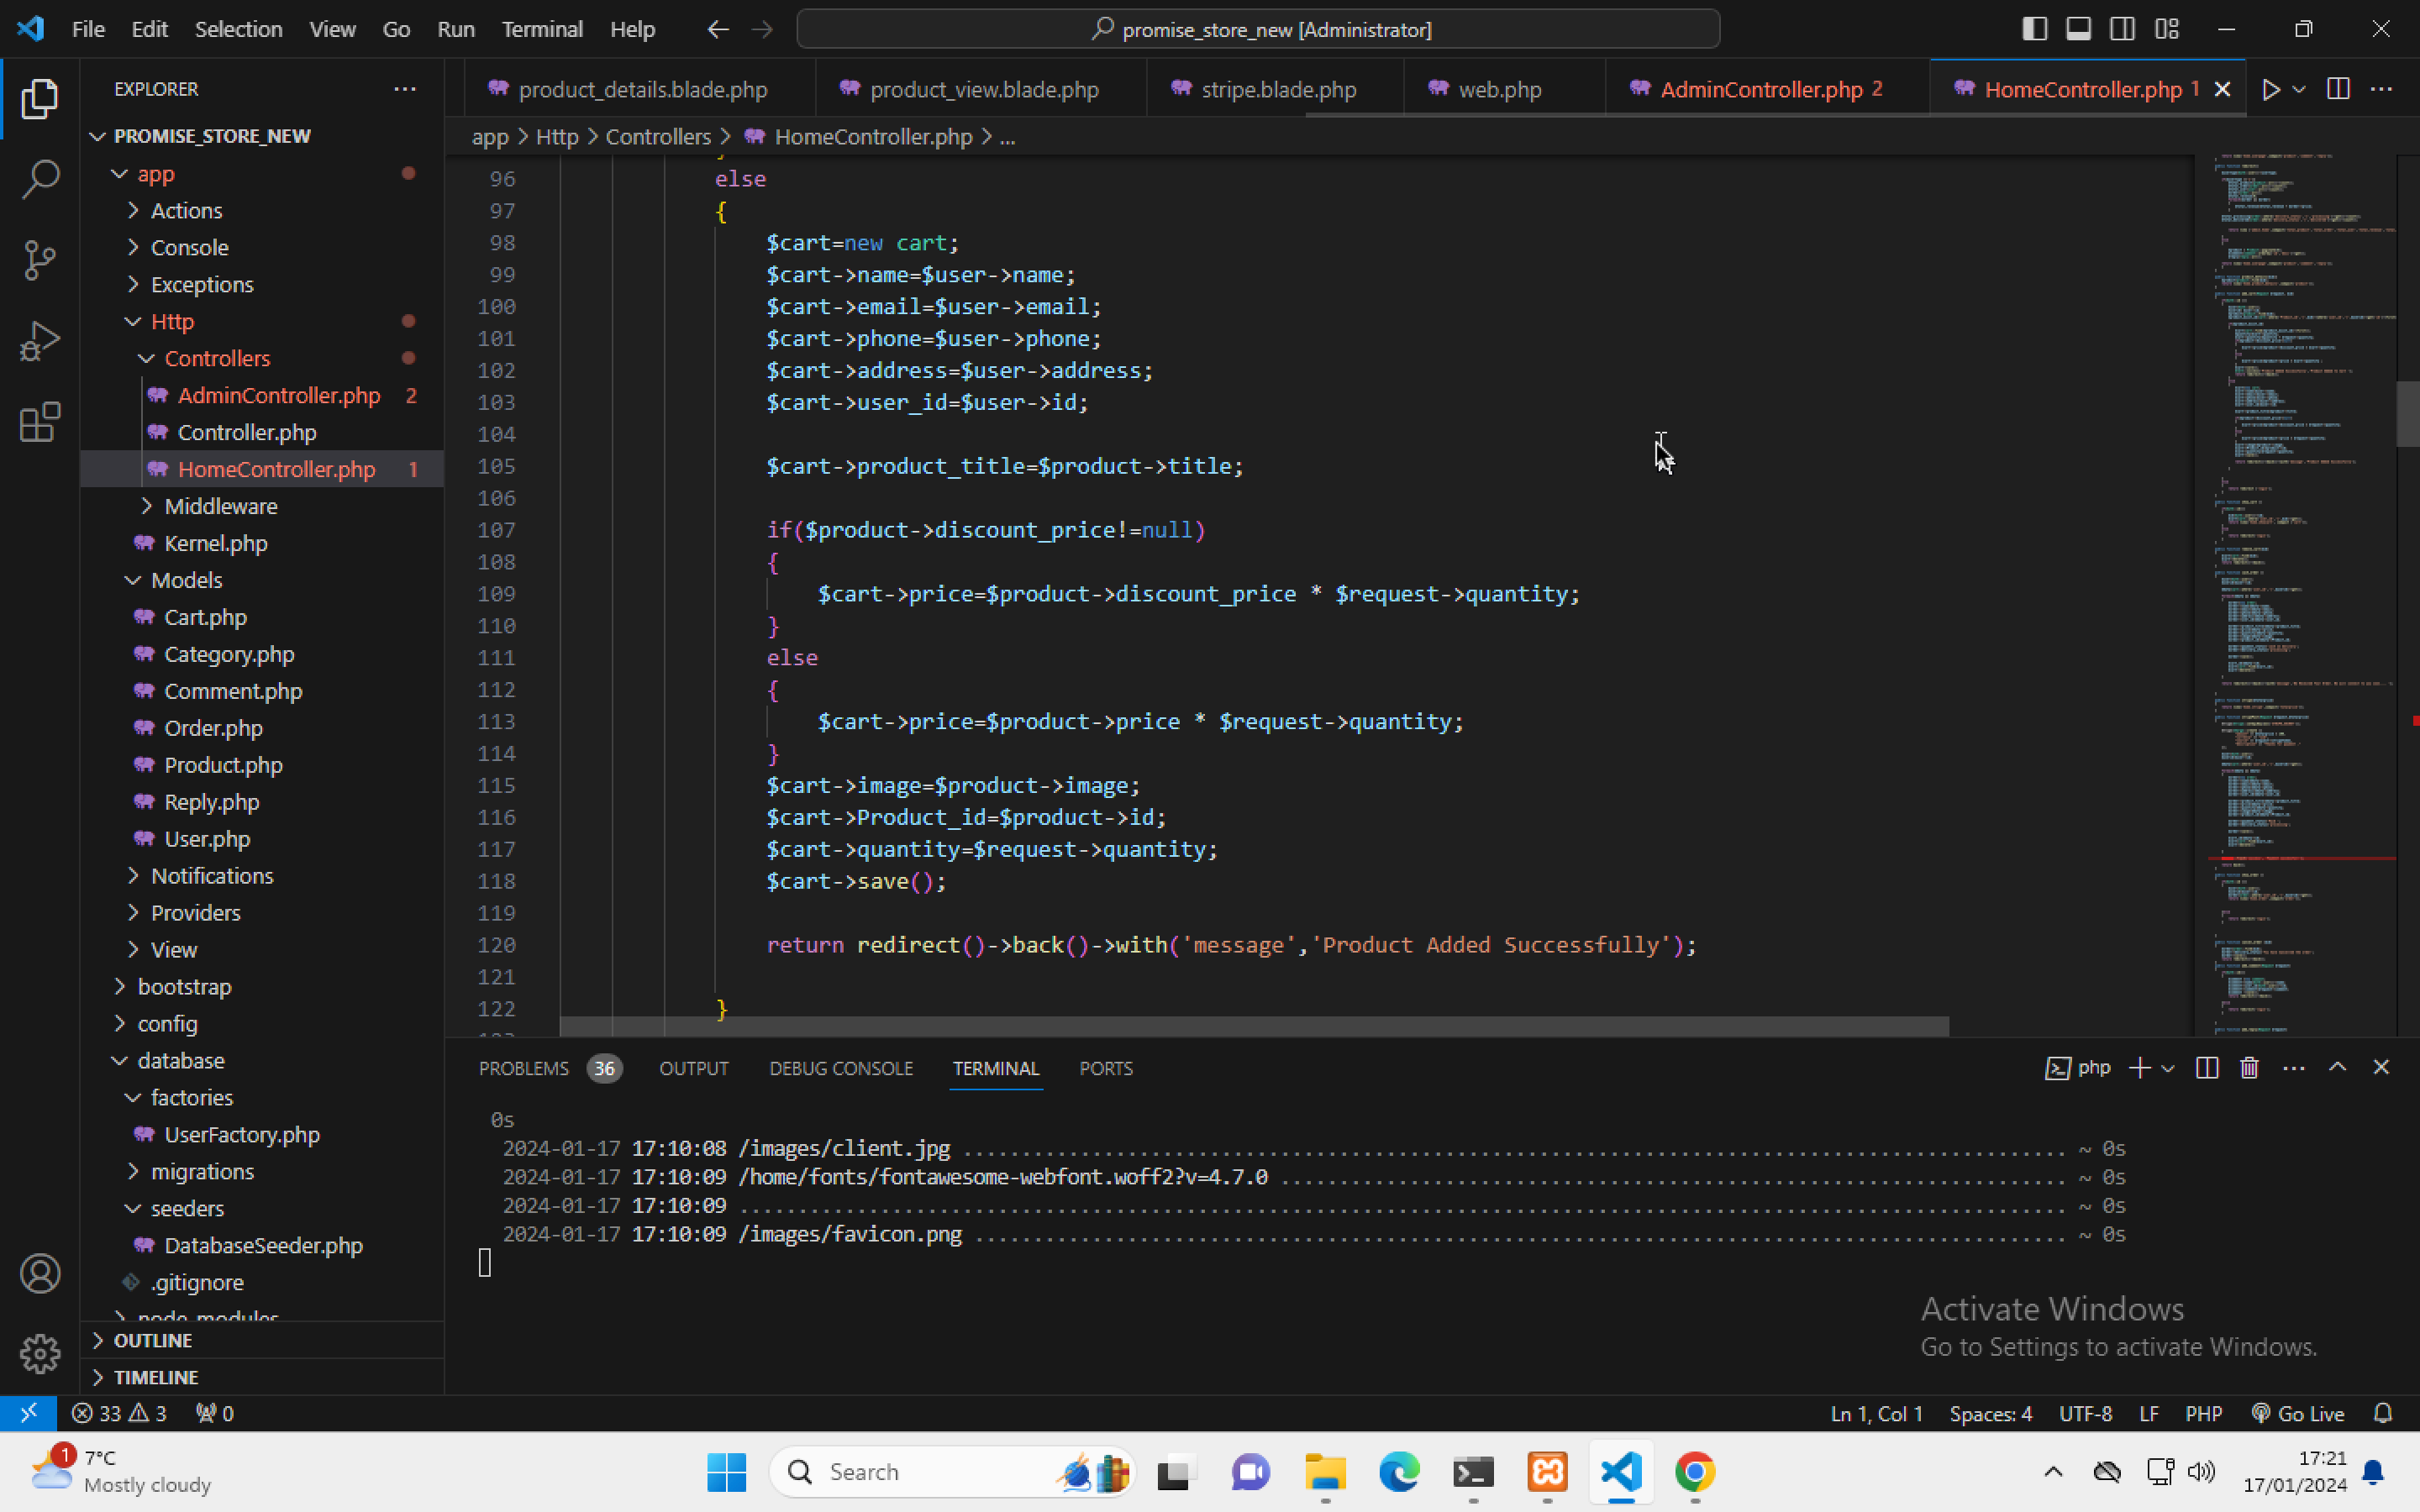 File Edit Selection View Go Run Terminal Help
promise_store_new [Administrator]
EXPLORER
product_details.blade.php
product_view.blade.php
stripe.blade.php
web.php
AdminController.php 2
HomeController.php 1
PROMISE_STORE_NEW
app > Http > Controllers > HomeController.php > ...
app
Actions
Console
Exceptions
Http
Controllers
AdminController.php 2
Controller.php
HomeController.php 1
Middleware
Kernel.php
Models
Cart.php
Category.php
Comment.php
Order.php
Product.php
Reply.php
User.php
Notifications
Providers
View
bootstrap
config
database
factories
UserFactory.php
migrations
seeders
DatabaseSeeder.php
.gitignore
node_modules
OUTLINE
TIMELINE
96 else
97 {
98 $cart=new cart;
99 $cart->name=$user->name;
100 $cart->email=$user->email;
101 $cart->phone=$user->phone;
102 $cart->address=$user->address;
103 $cart->user_id=$user->id;
104
105 $cart->product_title=$product->title;
106
107 if($product->discount_price!=null)
108 {
109 $cart->price=$product->discount_price * $request->quantity;
110 }
111 else
112 {
113 $cart->price=$product->price * $request->quantity;
114 }
115 $cart->image=$product->image;
116 $cart->Product_id=$product->id;
117 $cart->quantity=$request->quantity;
118 $cart->save();
119
120 return redirect()->back()->with('message','Product Added Successfully');
121
122 }
PROBLEMS 36 OUTPUT DEBUG CONSOLE TERMINAL PORTS
php
0s
2024-01-17 17:10:08 /images/client.jpg ........ ~ 0s
2024-01-17 17:10:09 /home/fonts/fontawesome-webfont.woff2?v=4.7.0 ........ ~ 0s
2024-01-17 17:10:09 ........ ~ 0s
2024-01-17 17:10:09 /images/favicon.png ........ ~ 0s
Activate Windows
Go to Settings to activate Windows.
33 3 0
Ln 1, Col 1 Spaces: 4 UTF-8 LF PHP Go Live
1
7°C
Mostly cloudy
Search
17:21
17/01/2024